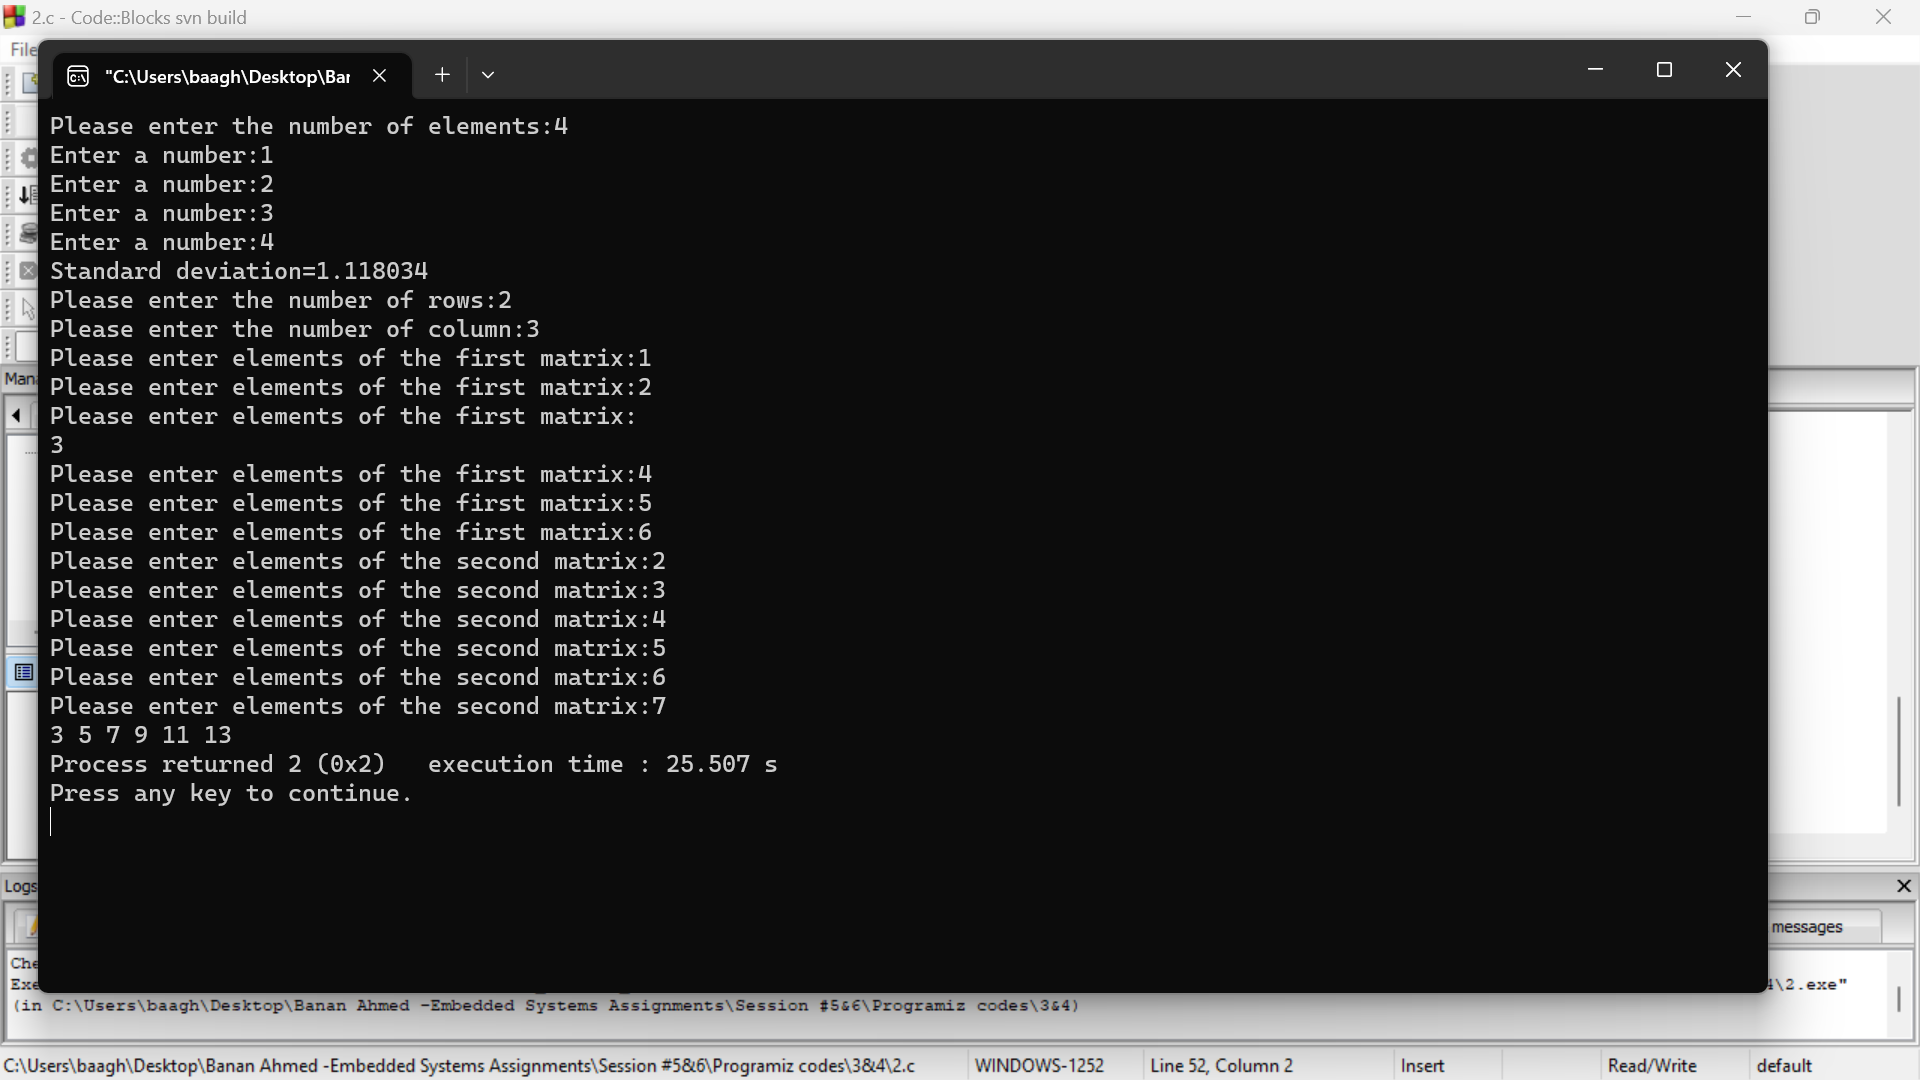 2.c - Code::Blocks svn build
File
"C:\Users\baagh\Desktop\Bar
Please enter the number of elements:4
Enter a number:1
Enter a number:2
Enter a number:3
Enter a number:4
Standard deviation=1.118034
Please enter the number of rows:2
Please enter the number of column:3
Please enter elements of the first matrix:1
Please enter elements of the first matrix:2
Please enter elements of the first matrix:
3
Please enter elements of the first matrix:4
Please enter elements of the first matrix:5
Please enter elements of the first matrix:6
Please enter elements of the second matrix:2
Please enter elements of the second matrix:3
Please enter elements of the second matrix:4
Please enter elements of the second matrix:5
Please enter elements of the second matrix:6
Please enter elements of the second matrix:7
3 5 7 9 11 13
Process returned 2 (0x2)   execution time : 25.507 s
Press any key to continue.
Mana
Logs
messages
Che
Exe
4\2.exe"
(in C:\Users\baagh\Desktop\Banan Ahmed -Embedded Systems Assignments\Session #5&6\Programiz codes\3&4)
C:\Users\baagh\Desktop\Banan Ahmed -Embedded Systems Assignments\Session #5&6\Programiz codes\3&4\2.c WINDOWS-1252 Line 52, Column 2 Insert Read/Write default